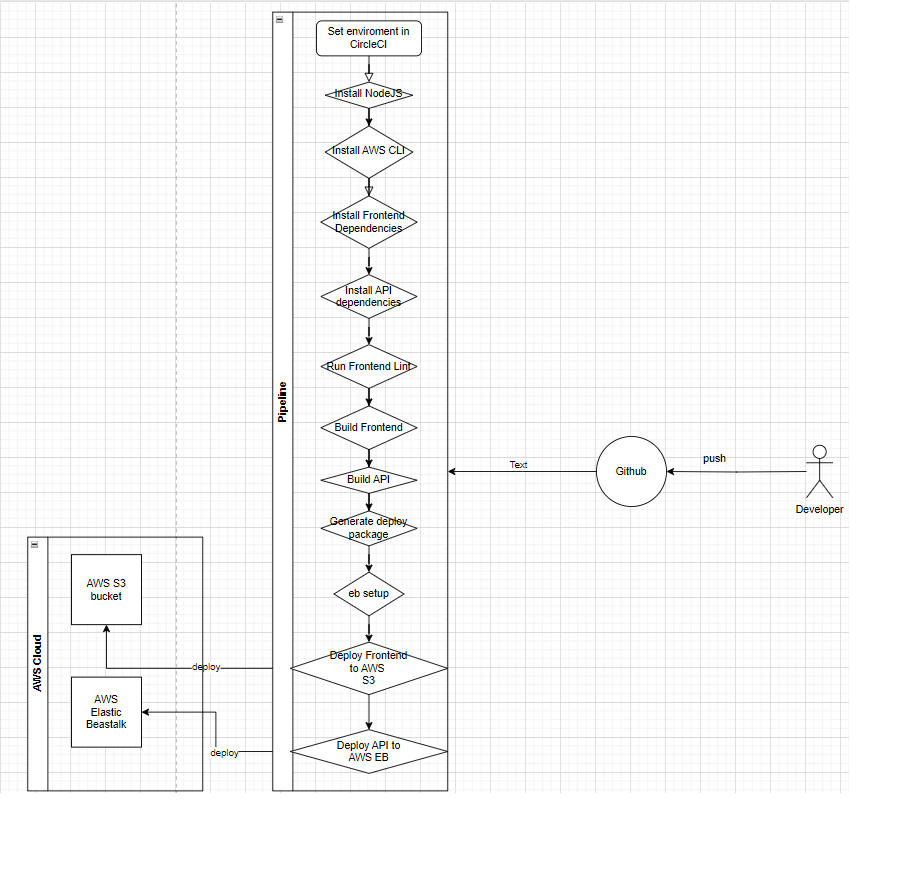 Set enviroment in
CircleCI
Install NodeJS
Install AWS CLI
Install Frontend
Dependencies
Install API
dependencies
Run Frontend Lint
Pipeline
Build Frontend
Text
Github
push
Developer
Build API
Generate deploy
package
eb setup
AWS Cloud
AWS S3
bucket
deploy
Deploy Frontend
to AWS
S3
AWS
Elastic
Beastalk
deploy
Deploy API to
AWS EB